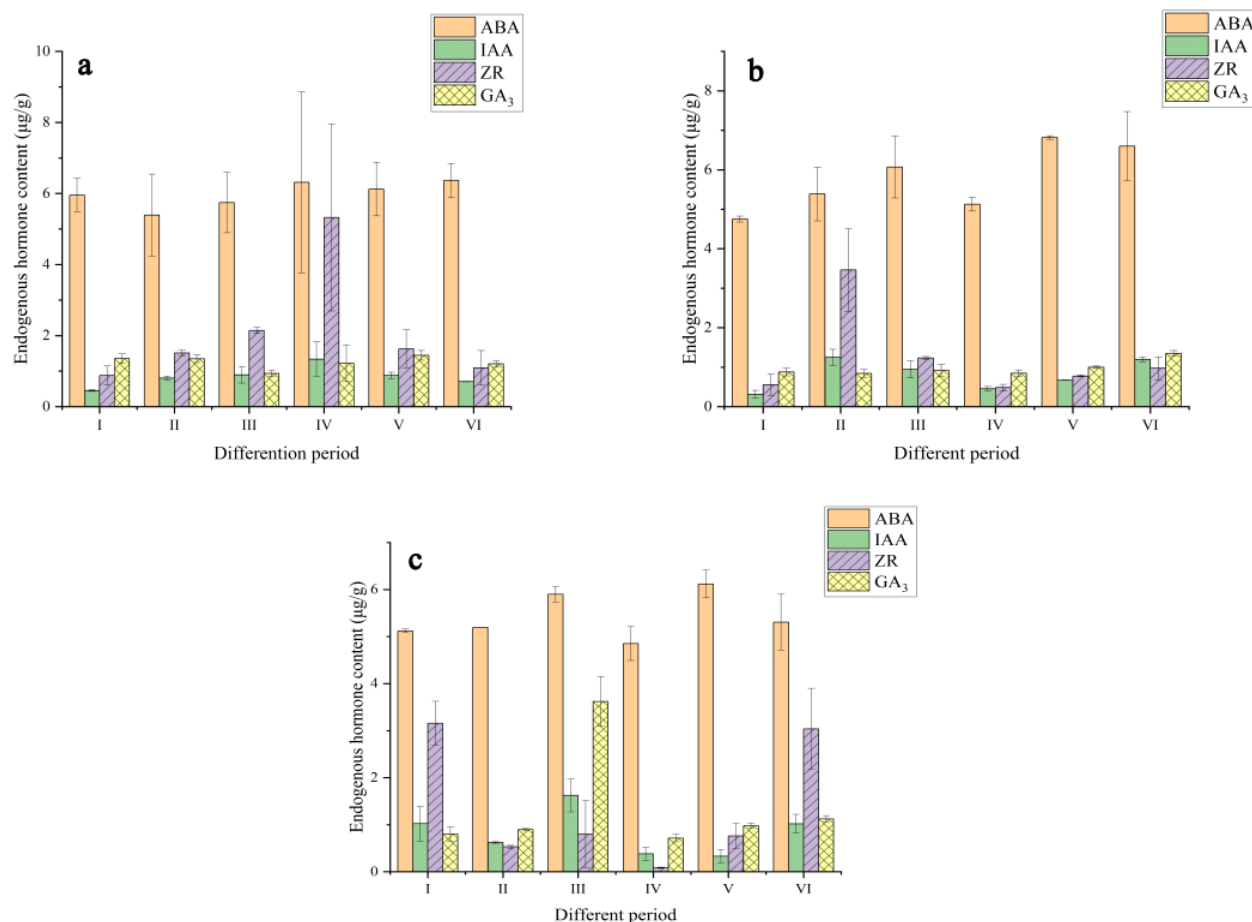 a
ABA
IAA
ZR
GA₃
Endogenous hormone content (μg/g)
10
8
6
4
2
0
I II III IV V VI
Differention period
b
ABA
IAA
ZR
GA₃
Endogenous hormone content (μg/g)
8
6
4
2
0
I II III IV V VI
Different period
c
ABA
IAA
ZR
GA₃
Endogenous hormone content (μg/g)
6
4
2
0
I II III IV V VI
Different period